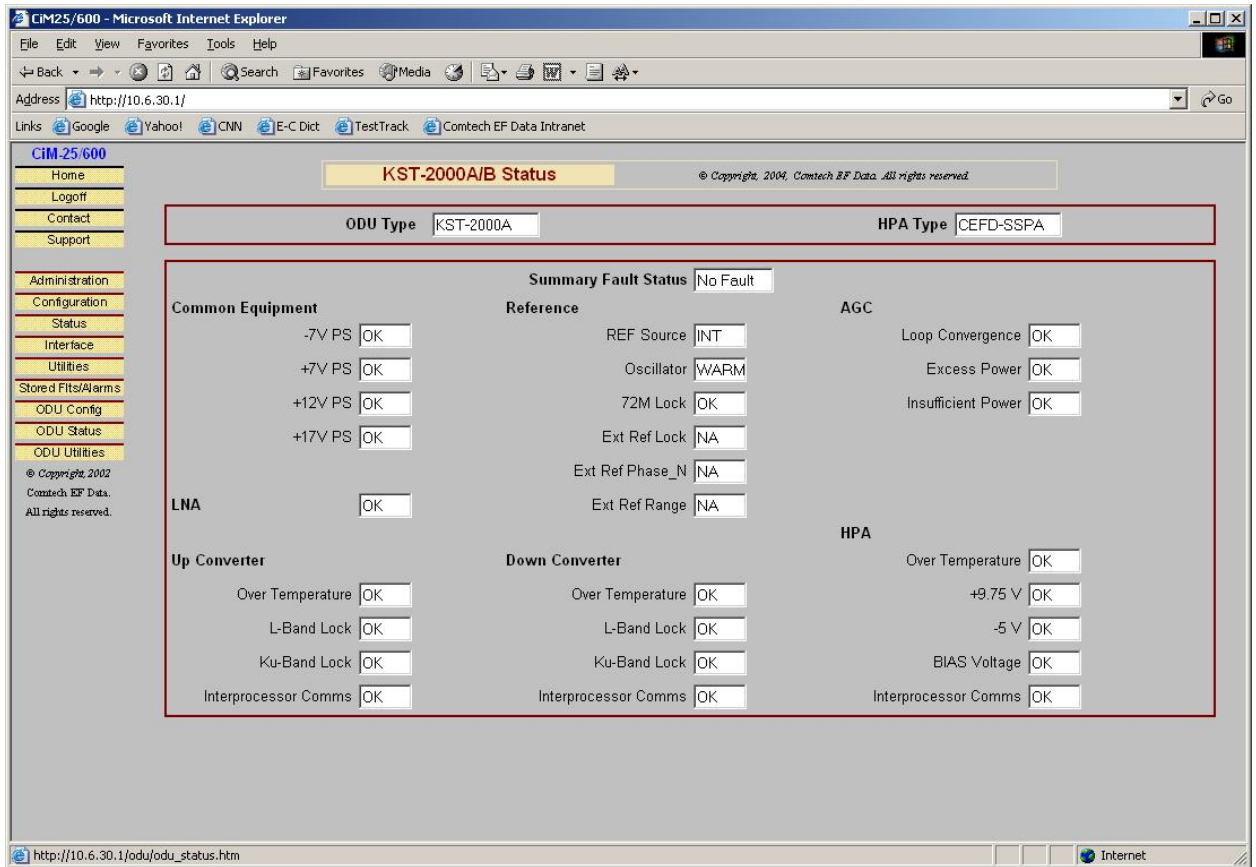 CiM25/600 - Microsoft Internet Explorer
File Edit View Favorites Tools Help
Back Search Favorites Media
Address http://10.6.30.1/ Go
Links Google Yahoo! CNN E-C Dict TestTrack Comtech EF Data Intranet
CiM-25/600
Home
Logoff
Contact
Support
Administration
Configuration
Status
Interface
Utilities
Stored Flts/Alarms
ODU Config
ODU Status
ODU Utilities
© Copyright, 2002
Comtech EF Data.
All rights reserved.
KST-2000A/B Status © Copyright, 2004, Comtech EF Data. All rights reserved.
ODU Type KST-2000A HPA Type CEFD-SSPA
Summary Fault Status No Fault
Common Equipment Reference AGC
-7V PS OK REF Source INT Loop Convergence OK
+7V PS OK Oscillator WARM Excess Power OK
+12V PS OK 72M Lock OK Insufficient Power OK
+17V PS OK Ext Ref Lock NA
Ext Ref Phase_N NA
LNA OK Ext Ref Range NA
HPA
Up Converter Down Converter Over Temperature OK
Over Temperature OK Over Temperature OK +9.75 V OK
L-Band Lock OK L-Band Lock OK -5 V OK
Ku-Band Lock OK Ku-Band Lock OK BIAS Voltage OK
Interprocessor Comms OK Interprocessor Comms OK Interprocessor Comms OK
http://10.6.30.1/odu/odu_status.htm Internet